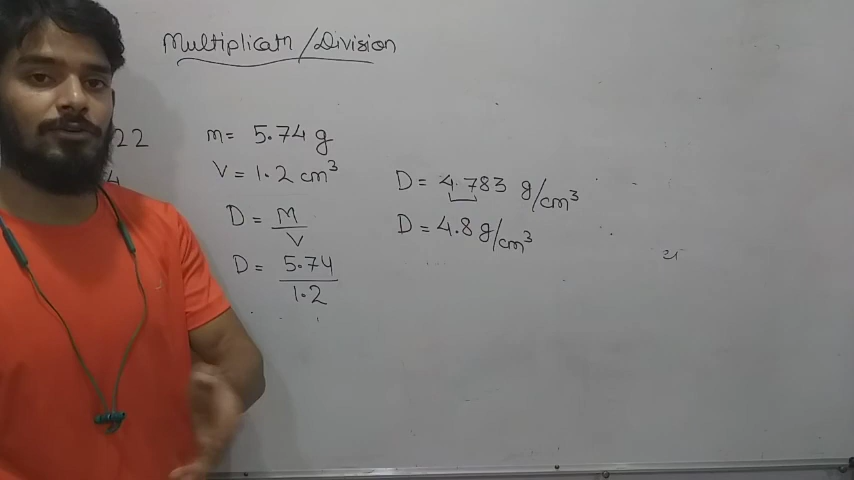 Multiplicatn/Division
22
m= 5.74 g
V = 1.2 cm³
D = M/V
D = 5.74/1.2
D = 4.783 g/cm³
D = 4.8 g/cm³